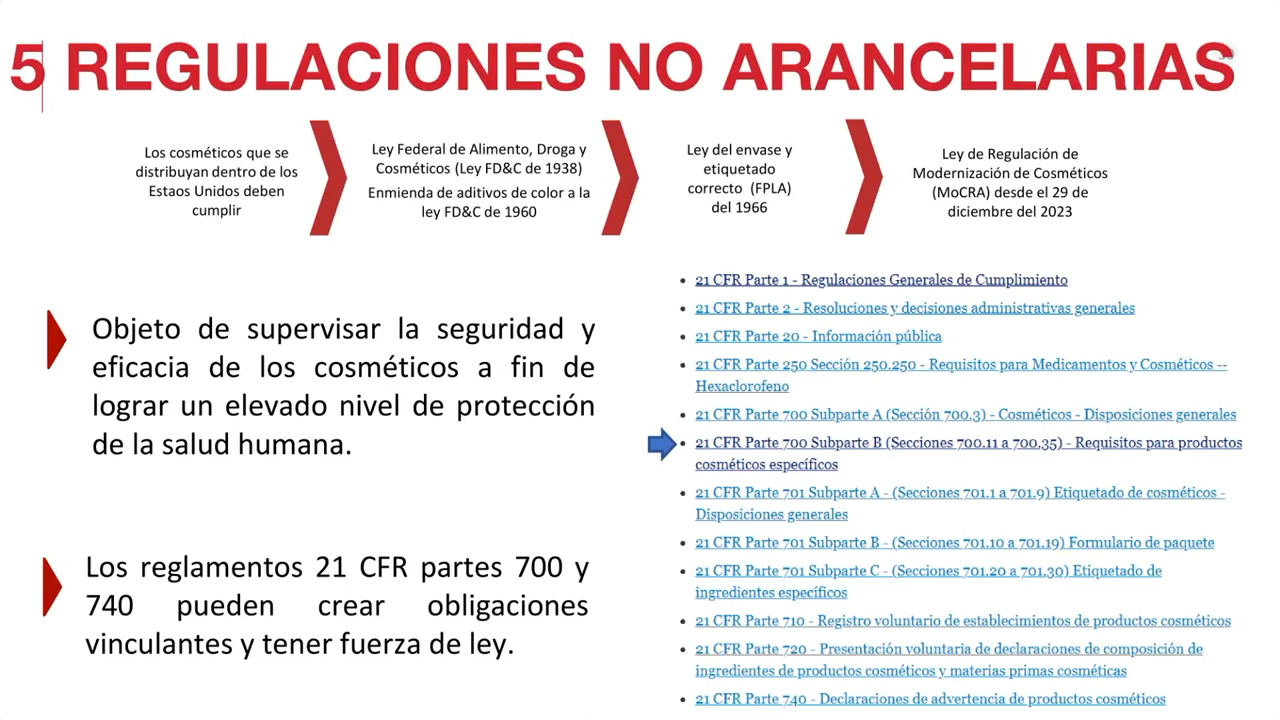 5 REGULACIONES NO ARANCELARIAS
Los cosméticos que se
distribuyan dentro de los
Estaos Unidos deben
cumplir
Ley Federal de Alimento, Droga y
Cosméticos (Ley FD&C de 1938)
Enmienda de aditivos de color a la
ley FD&C de 1960
Ley del envase y
etiquetado
correcto (FPLA)
del 1966
Ley de Regulación de
Modernización de Cosméticos
(MoCRA) desde el 29 de
diciembre del 2023
Objeto de supervisar la seguridad y
eficacia de los cosméticos a fin de
lograr un elevado nivel de protección
de la salud humana.
Los reglamentos 21 CFR partes 700 y
740 pueden crear obligaciones
vinculantes y tener fuerza de ley.
21 CFR Parte 1 - Regulaciones Generales de Cumplimiento
21 CFR Parte 2 - Resoluciones y decisiones administrativas generales
21 CFR Parte 20 - Información pública
21 CFR Parte 250 Sección 250.250 - Requisitos para Medicamentos y Cosméticos --
Hexaclorofeno
21 CFR Parte 700 Subparte A (Sección 700.3) - Cosméticos - Disposiciones generales
21 CFR Parte 700 Subparte B (Secciones 700.11 a 700.35) - Requisitos para productos
cosméticos específicos
21 CFR Parte 701 Subparte A - (Secciones 701.1 a 701.9) Etiquetado de cosméticos -
Disposiciones generales
21 CFR Parte 701 Subparte B - (Secciones 701.10 a 701.19) Formulario de paquete
21 CFR Parte 701 Subparte C - (Secciones 701.20 a 701.30) Etiquetado de
ingredientes específicos
21 CFR Parte 710 - Registro voluntario de establecimientos de productos cosméticos
21 CFR Parte 720 - Presentación voluntaria de declaraciones de composición de
ingredientes de productos cosméticos y materias primas cosméticas
21 CFR Parte 740 - Declaraciones de advertencia de productos cosméticos